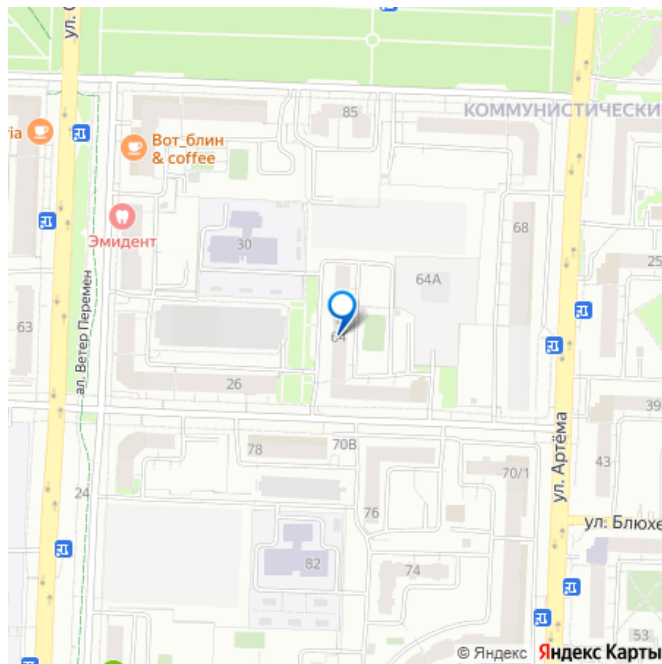 ул. С
85
КОММУНИСТИЧЕСКИЙ
ria
Вот_блин
& coffee
Эмидент
30
68
64А
25
ал. Ветер Перемен
63
64
26
39
78
70В
ул. Артёма
43
70/1
24
76
ул. Блюхе
82
74
53
© Яндекс
Яндекс Карты